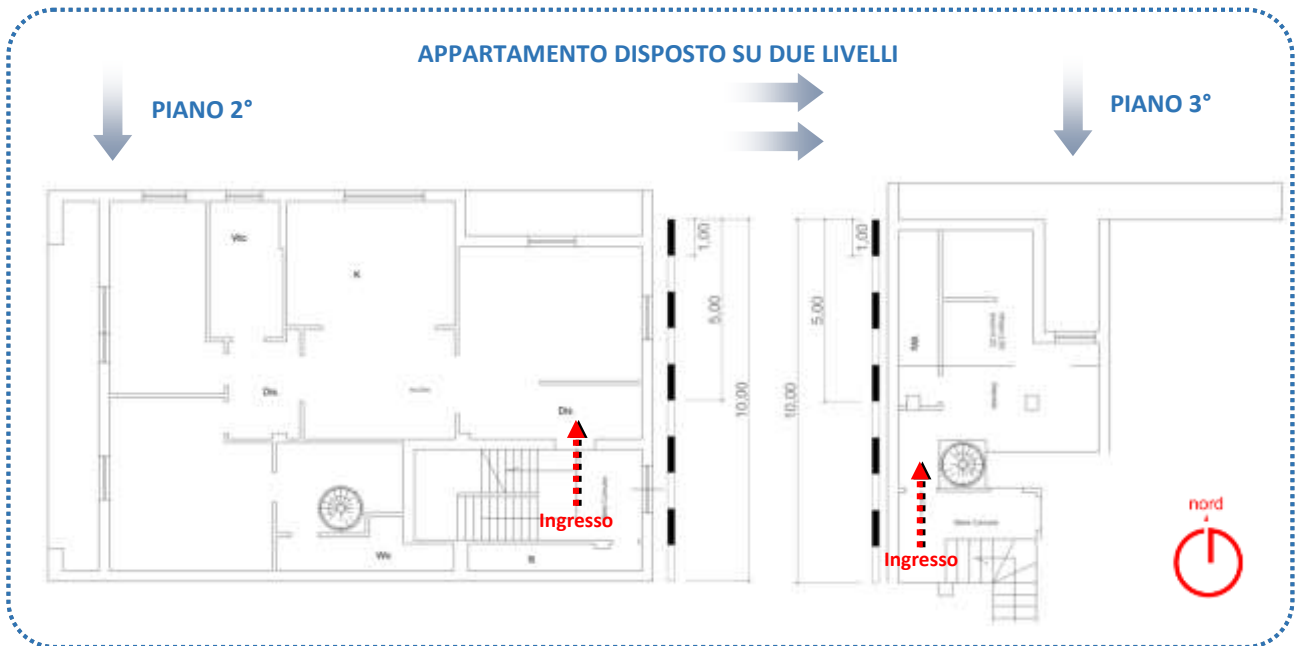 APPARTAMENTO DISPOSTO SU DUE LIVELLI
PIANO 2°
PIANO 3°
Wc
K
Dis
Dis
Ingresso
Wc
B
1,00
5,00
10,00
1,00
5,00
10,00
Ingresso
nord